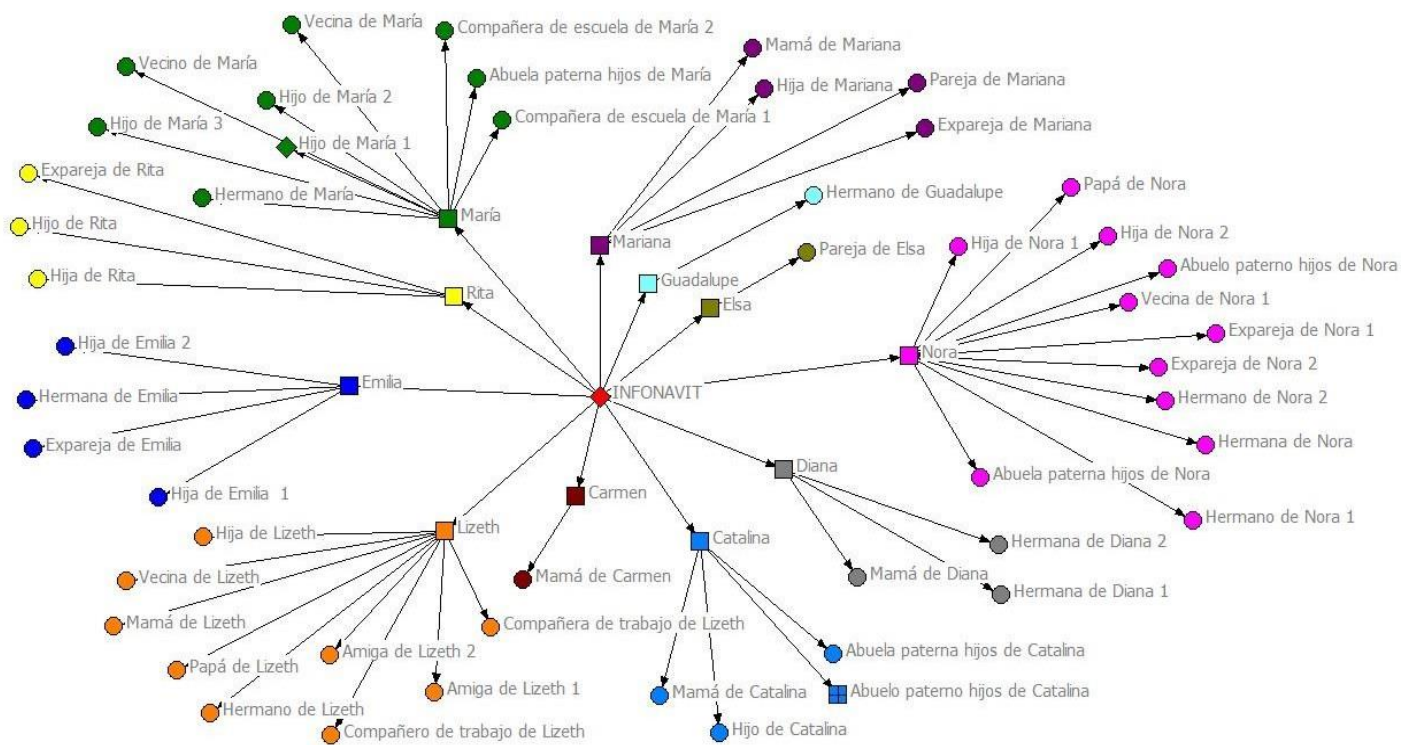 Vecina de María
Compañera de escuela de María 2
Mamá de Mariana
Vecino de María
Abuela paterna hijos de María
Hija de Mariana
Pareja de Mariana
Hijo de María 2
Compañera de escuela de María 1
Expareja de Mariana
Hijo de María 3
Hijo de María 1
Expareja de Rita
Hermano de María
Hermano de Guadalupe
Papá de Nora
María
Hijo de Rita
Mariana
Pareja de Elsa
Hija de Nora 1
Hija de Nora 2
Abuelo paterno hijos de Nora
Hija de Rita
Rita
Guadalupe
Elsa
Vecina de Nora 1
Expareja de Nora 1
Hija de Emilia 2
Nora
Expareja de Nora 2
Emilia
INFONAVIT
Hermana de Emilia
Hermano de Nora 2
Expareja de Emilia
Hermana de Nora
Diana
Abuela paterna hijos de Nora
Hija de Emilia 1
Carmen
Hermano de Nora 1
Hija de Lizeth
Lizeth
Catalina
Hermana de Diana 2
Vecina de Lizeth
Mamá de Carmen
Mamá de Diana
Hermana de Diana 1
Mamá de Lizeth
Compañera de trabajo de Lizeth
Papá de Lizeth
Amiga de Lizeth 2
Abuela paterna hijos de Catalina
Hermano de Lizeth
Amiga de Lizeth 1
Mamá de Catalina
Abuelo paterno hijos de Catalina
Compañero de trabajo de Lizeth
Hijo de Catalina